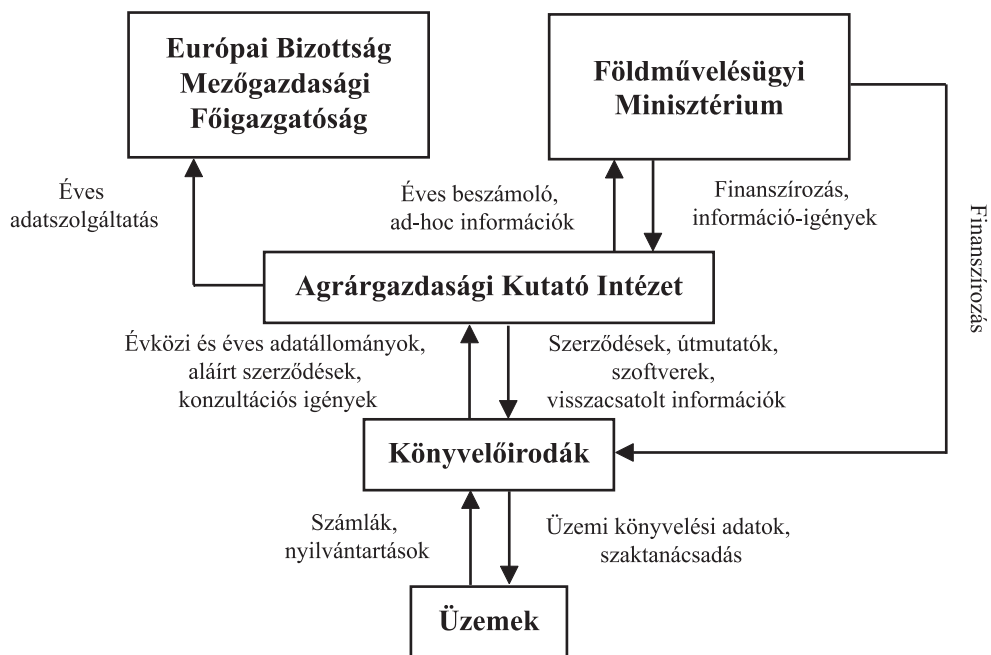 Európai Bizottság
Mezőgazdasági
Főigazgatóság
Földművelésügyi
Minisztérium
Éves
adatszolgáltatás
Éves beszámoló,
ad-hoc információk
Finanszírozás,
információ-igények
Finanszírozás
Agrárgazdasági Kutató Intézet
Évközi és éves adatállományok,
aláírt szerződések,
konzultációs igények
Szerződések, útmutatók,
szoftverek,
visszacsatolt információk
Könyvelőirodák
Számlák,
nyilvántartások
Üzemi könyvelési adatok,
szaktanácsadás
Üzemek